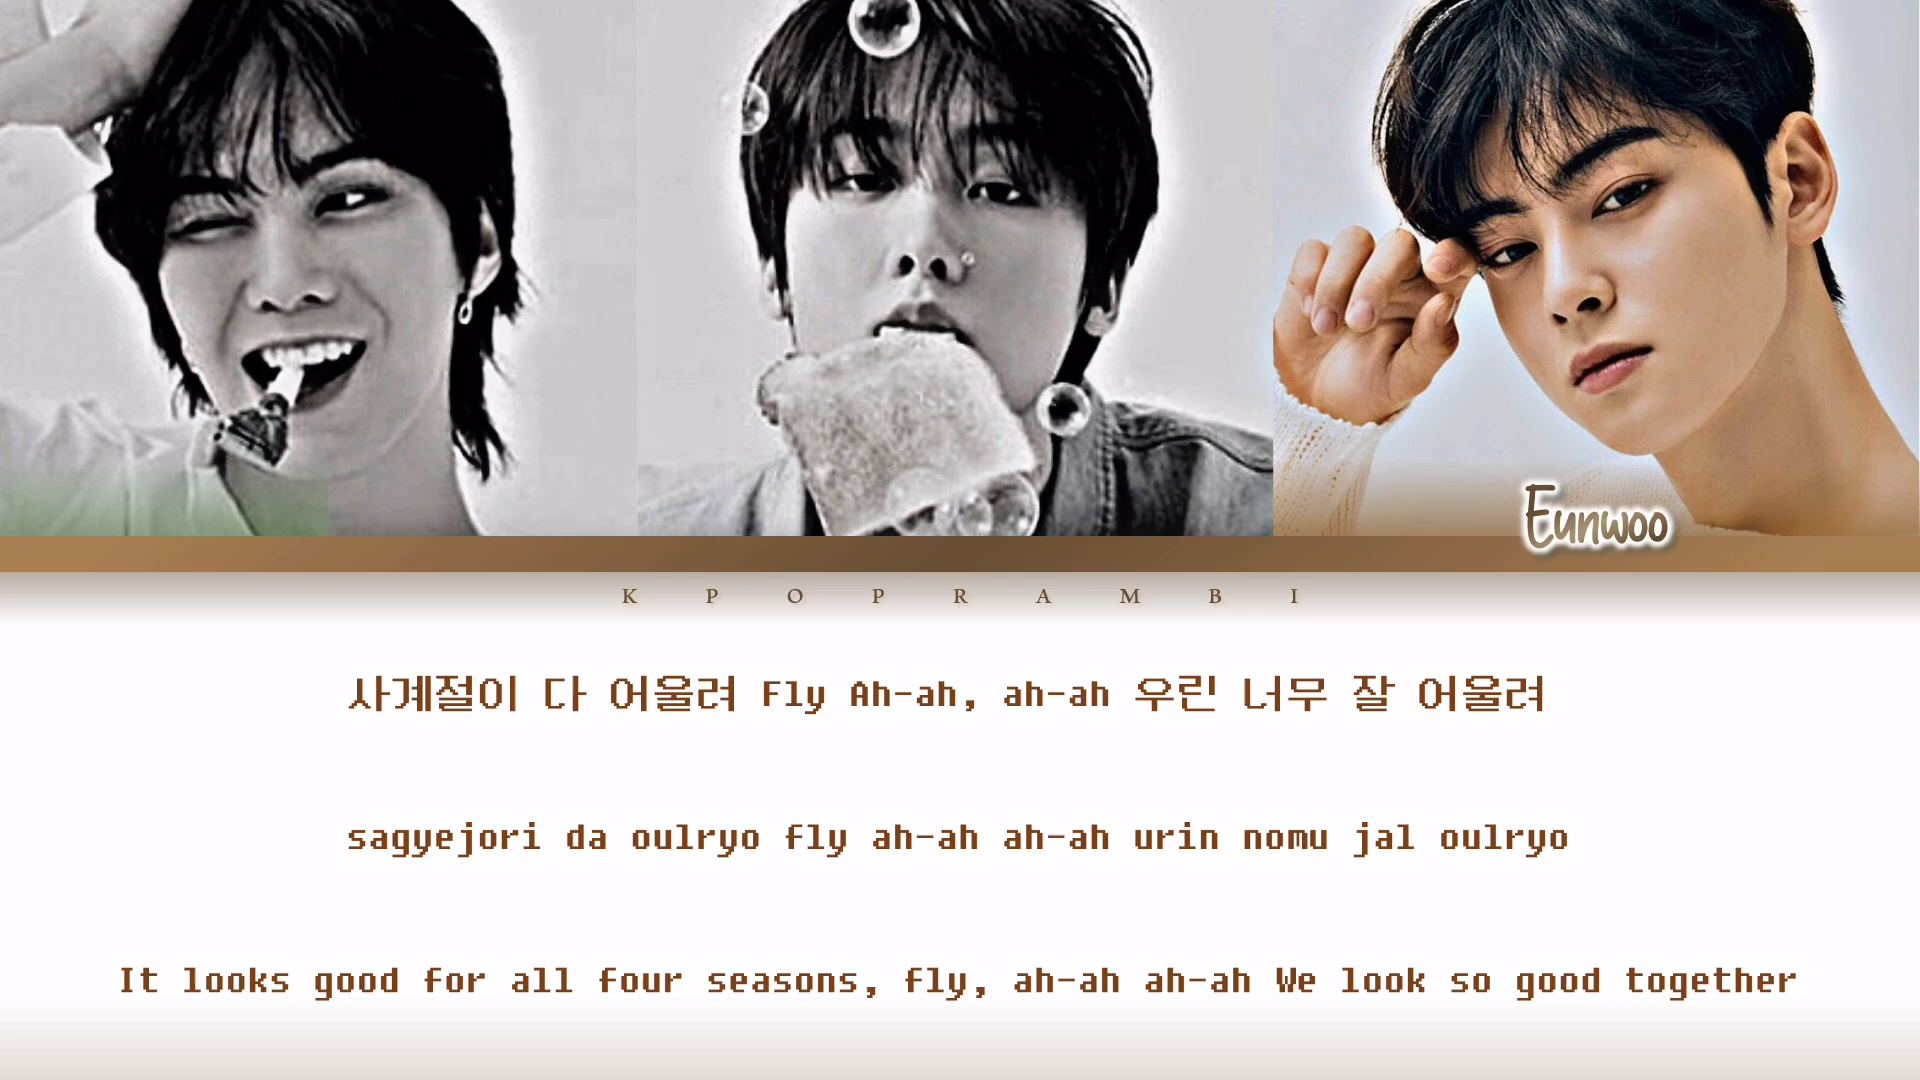 Eunwoo
KPOPRAMBI
사계절이 다 어울려 Fly Ah-ah, ah-ah 우린 너무 잘 어울려
sagyejori da oulryo fly ah-ah ah-ah urin nomu jal oulryo
It looks good for all four seasons, fly, ah-ah ah-ah We look so good together